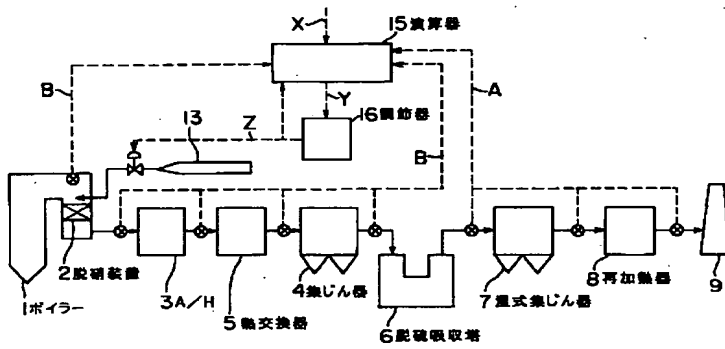 X
15演算器
B
A
Y
16調節器
Z
13
B
2脱硝装置
1ボイラー
3A/H
5熱交換器
4集じん器
6脱硫吸収塔
7湿式集じん器
8再加熱器
9